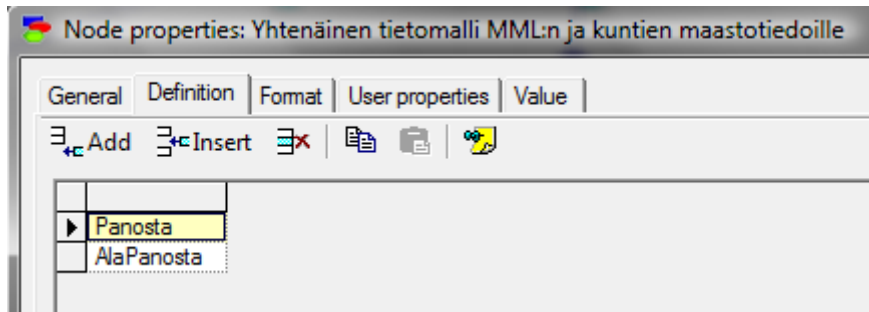 Node properties: Yhtenäinen tietomalli MML:n ja kuntien maastotiedoille
General Definition Format User properties Value
Add Insert
Panosta
AlaPanosta